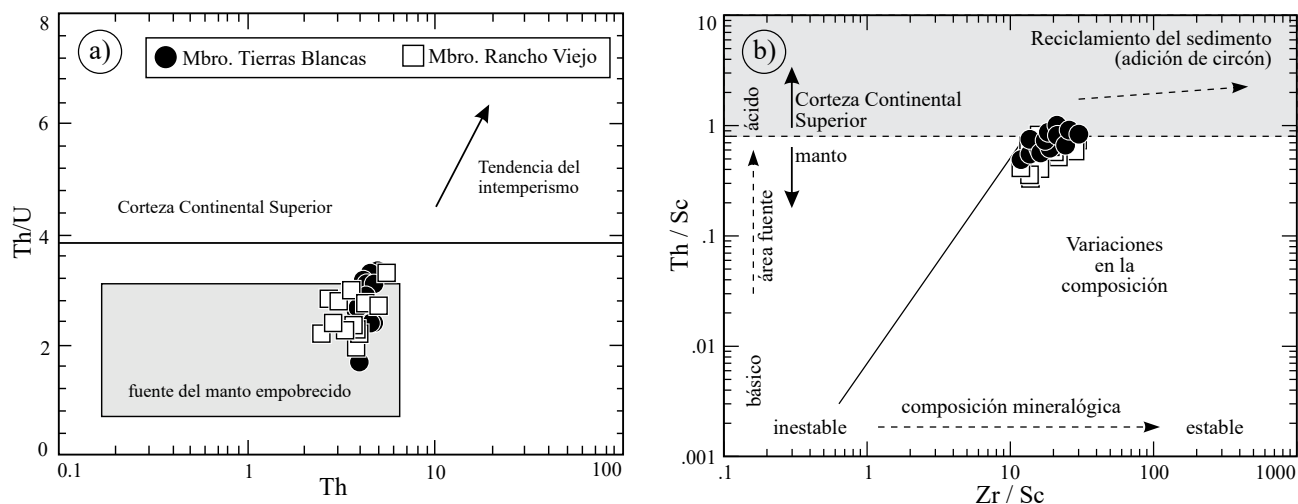 a)
Mbro. Tierras Blancas
Mbro. Rancho Viejo
8
6
4
2
0
Th/U
Tendencia del
intemperismo
Corteza Continental Superior
fuente del manto empobrecido
0.1
1
10
100
Th
b)
10
1
.1
.01
.001
Th / Sc
Reciclamiento del sedimento
(adición de circón)
ácido
Corteza Continental
Superior
manto
área fuente
básico
Variaciones
en la
composición
composición mineralógica
inestable
estable
0.1
1
10
100
1000
Zr / Sc